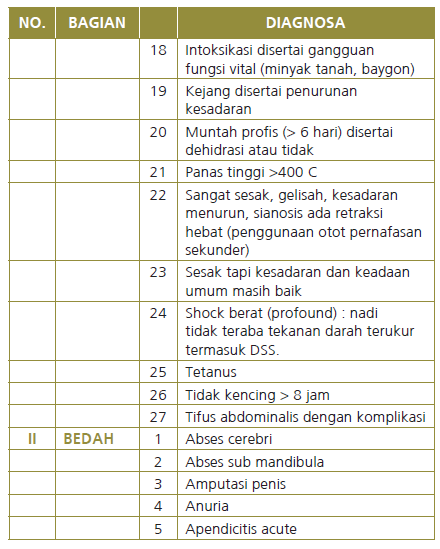 NO. BAGIAN DIAGNOSA
18 Intoksikasi disertai gangguan
fungsi vital (minyak tanah, baygon)
19 Kejang disertai penurunan
kesadaran
20 Muntah profis (> 6 hari) disertai
dehidrasi atau tidak
21 Panas tinggi >400 C
22 Sangat sesak, gelisah, kesadaran
menurun, sianosis ada retraksi
hebat (penggunaan otot pernafasan
sekunder)
23 Sesak tapi kesadaran dan keadaan
umum masih baik
24 Shock berat (profound) : nadi
tidak teraba tekanan darah terukur
termasuk DSS.
25 Tetanus
26 Tidak kencing > 8 jam
27 Tifus abdominalis dengan komplikasi
II BEDAH 1 Abses cerebri
2 Abses sub mandibula
3 Amputasi penis
4 Anuria
5 Apendicitis acute